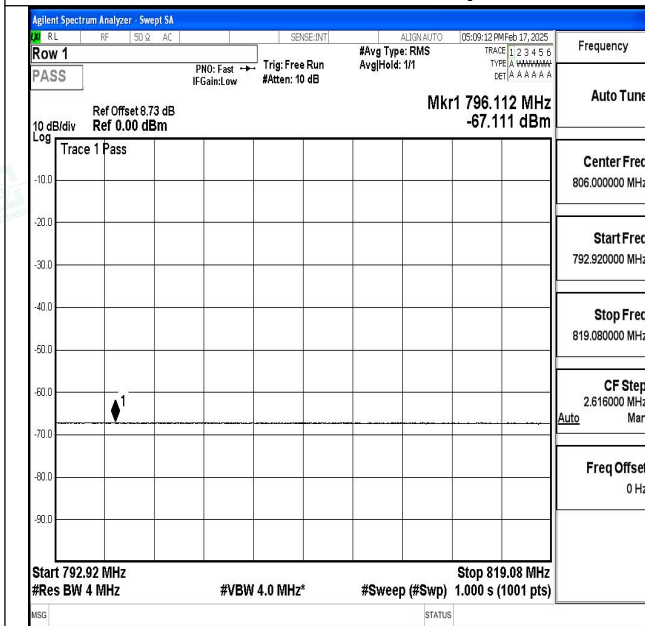 Agilent Spectrum Analyzer - Swept SA
LXI RL RF 50 Ω AC SENSE:INT ALIGN AUTO 05:09:12 PM Feb 17, 2025
Row 1
PASS
PNO: Fast
IFGain:Low
Trig: Free Run
#Atten: 10 dB
#Avg Type: RMS
Avg|Hold: 1/1
TRACE 1 2 3 4 5 6
TYPE A WWWWW
DET A A A A A A
Frequency
Ref Offset 8.73 dB
10 dB/div Ref 0.00 dBm
Log
Mkr1 796.112 MHz
-67.111 dBm
Trace 1 Pass
-10.0
-20.0
-30.0
-40.0
-50.0
-60.0
-70.0
-80.0
-90.0
1
Start 792.92 MHz Stop 819.08 MHz
#Res BW 4 MHz #VBW 4.0 MHz* #Sweep (#Swp) 1.000 s (1001 pts)
MSG STATUS
Auto Tune
Center Freq
806.000000 MHz
Start Freq
792.920000 MHz
Stop Freq
819.080000 MHz
CF Step
2.616000 MHz
Auto Man
Freq Offset
0 Hz